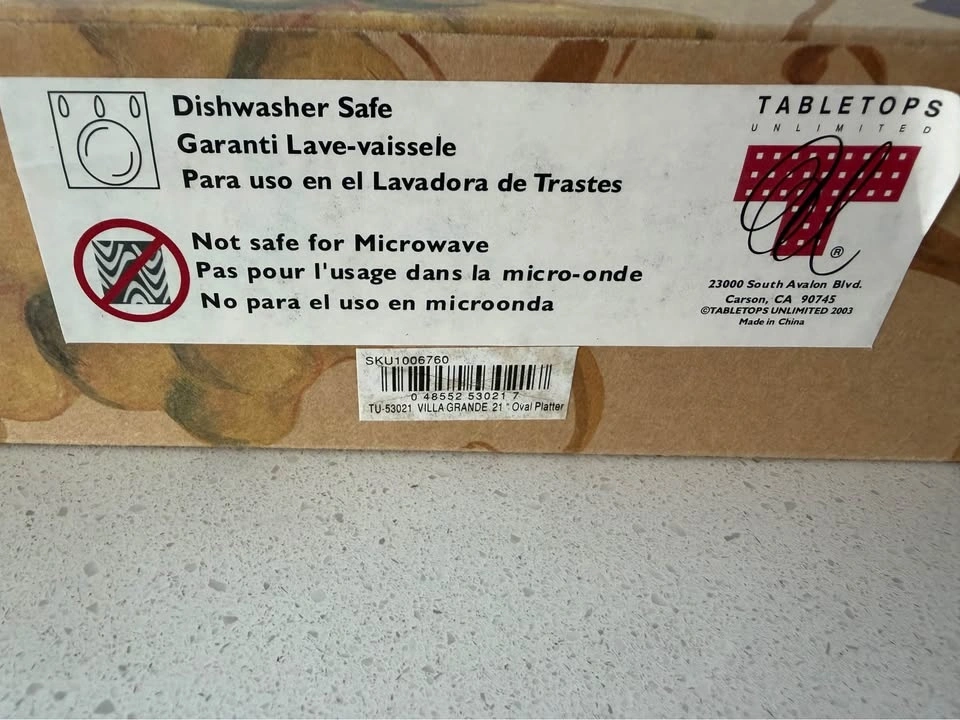 Dishwasher Safe
Garanti Lave-vaissele
Para uso en el Lavadora de Trastes
Not safe for Microwave
Pas pour l'usage dans la micro-onde
No para el uso en microonda
TABLETOPS
UNLIMITED
T
®
23000 South Avalon Blvd.
Carson, CA 90745
©TABLETOPS UNLIMITED 2003
Made in China
SKU1006760
0 48552 53021 7
TU-53021 VILLA GRANDE 21" Oval Platter